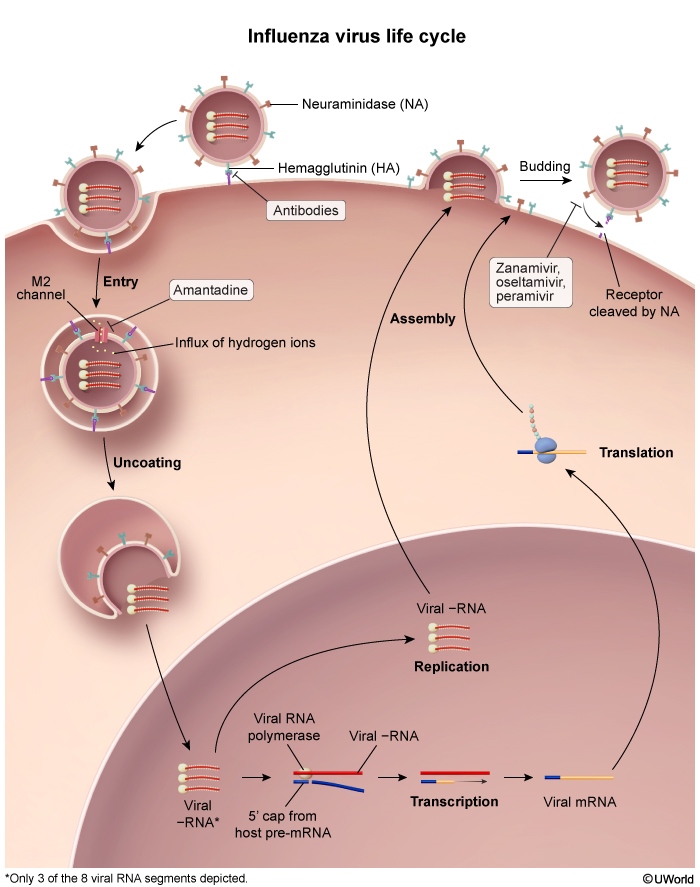 Influenza virus life cycle
Neuraminidase (NA)
Hemagglutinin (HA)
Antibodies
Budding
Zanamivir,
oseltamivir,
peramivir
Receptor
cleaved by NA
M2
channel
Entry
Amantadine
Influx of hydrogen ions
Assembly
Uncoating
Translation
Viral −RNA
Replication
Viral RNA
polymerase
Viral −RNA
Viral
−RNA*
5' cap from
host pre-mRNA
Transcription
Viral mRNA
*Only 3 of the 8 viral RNA segments depicted.
©UWorld